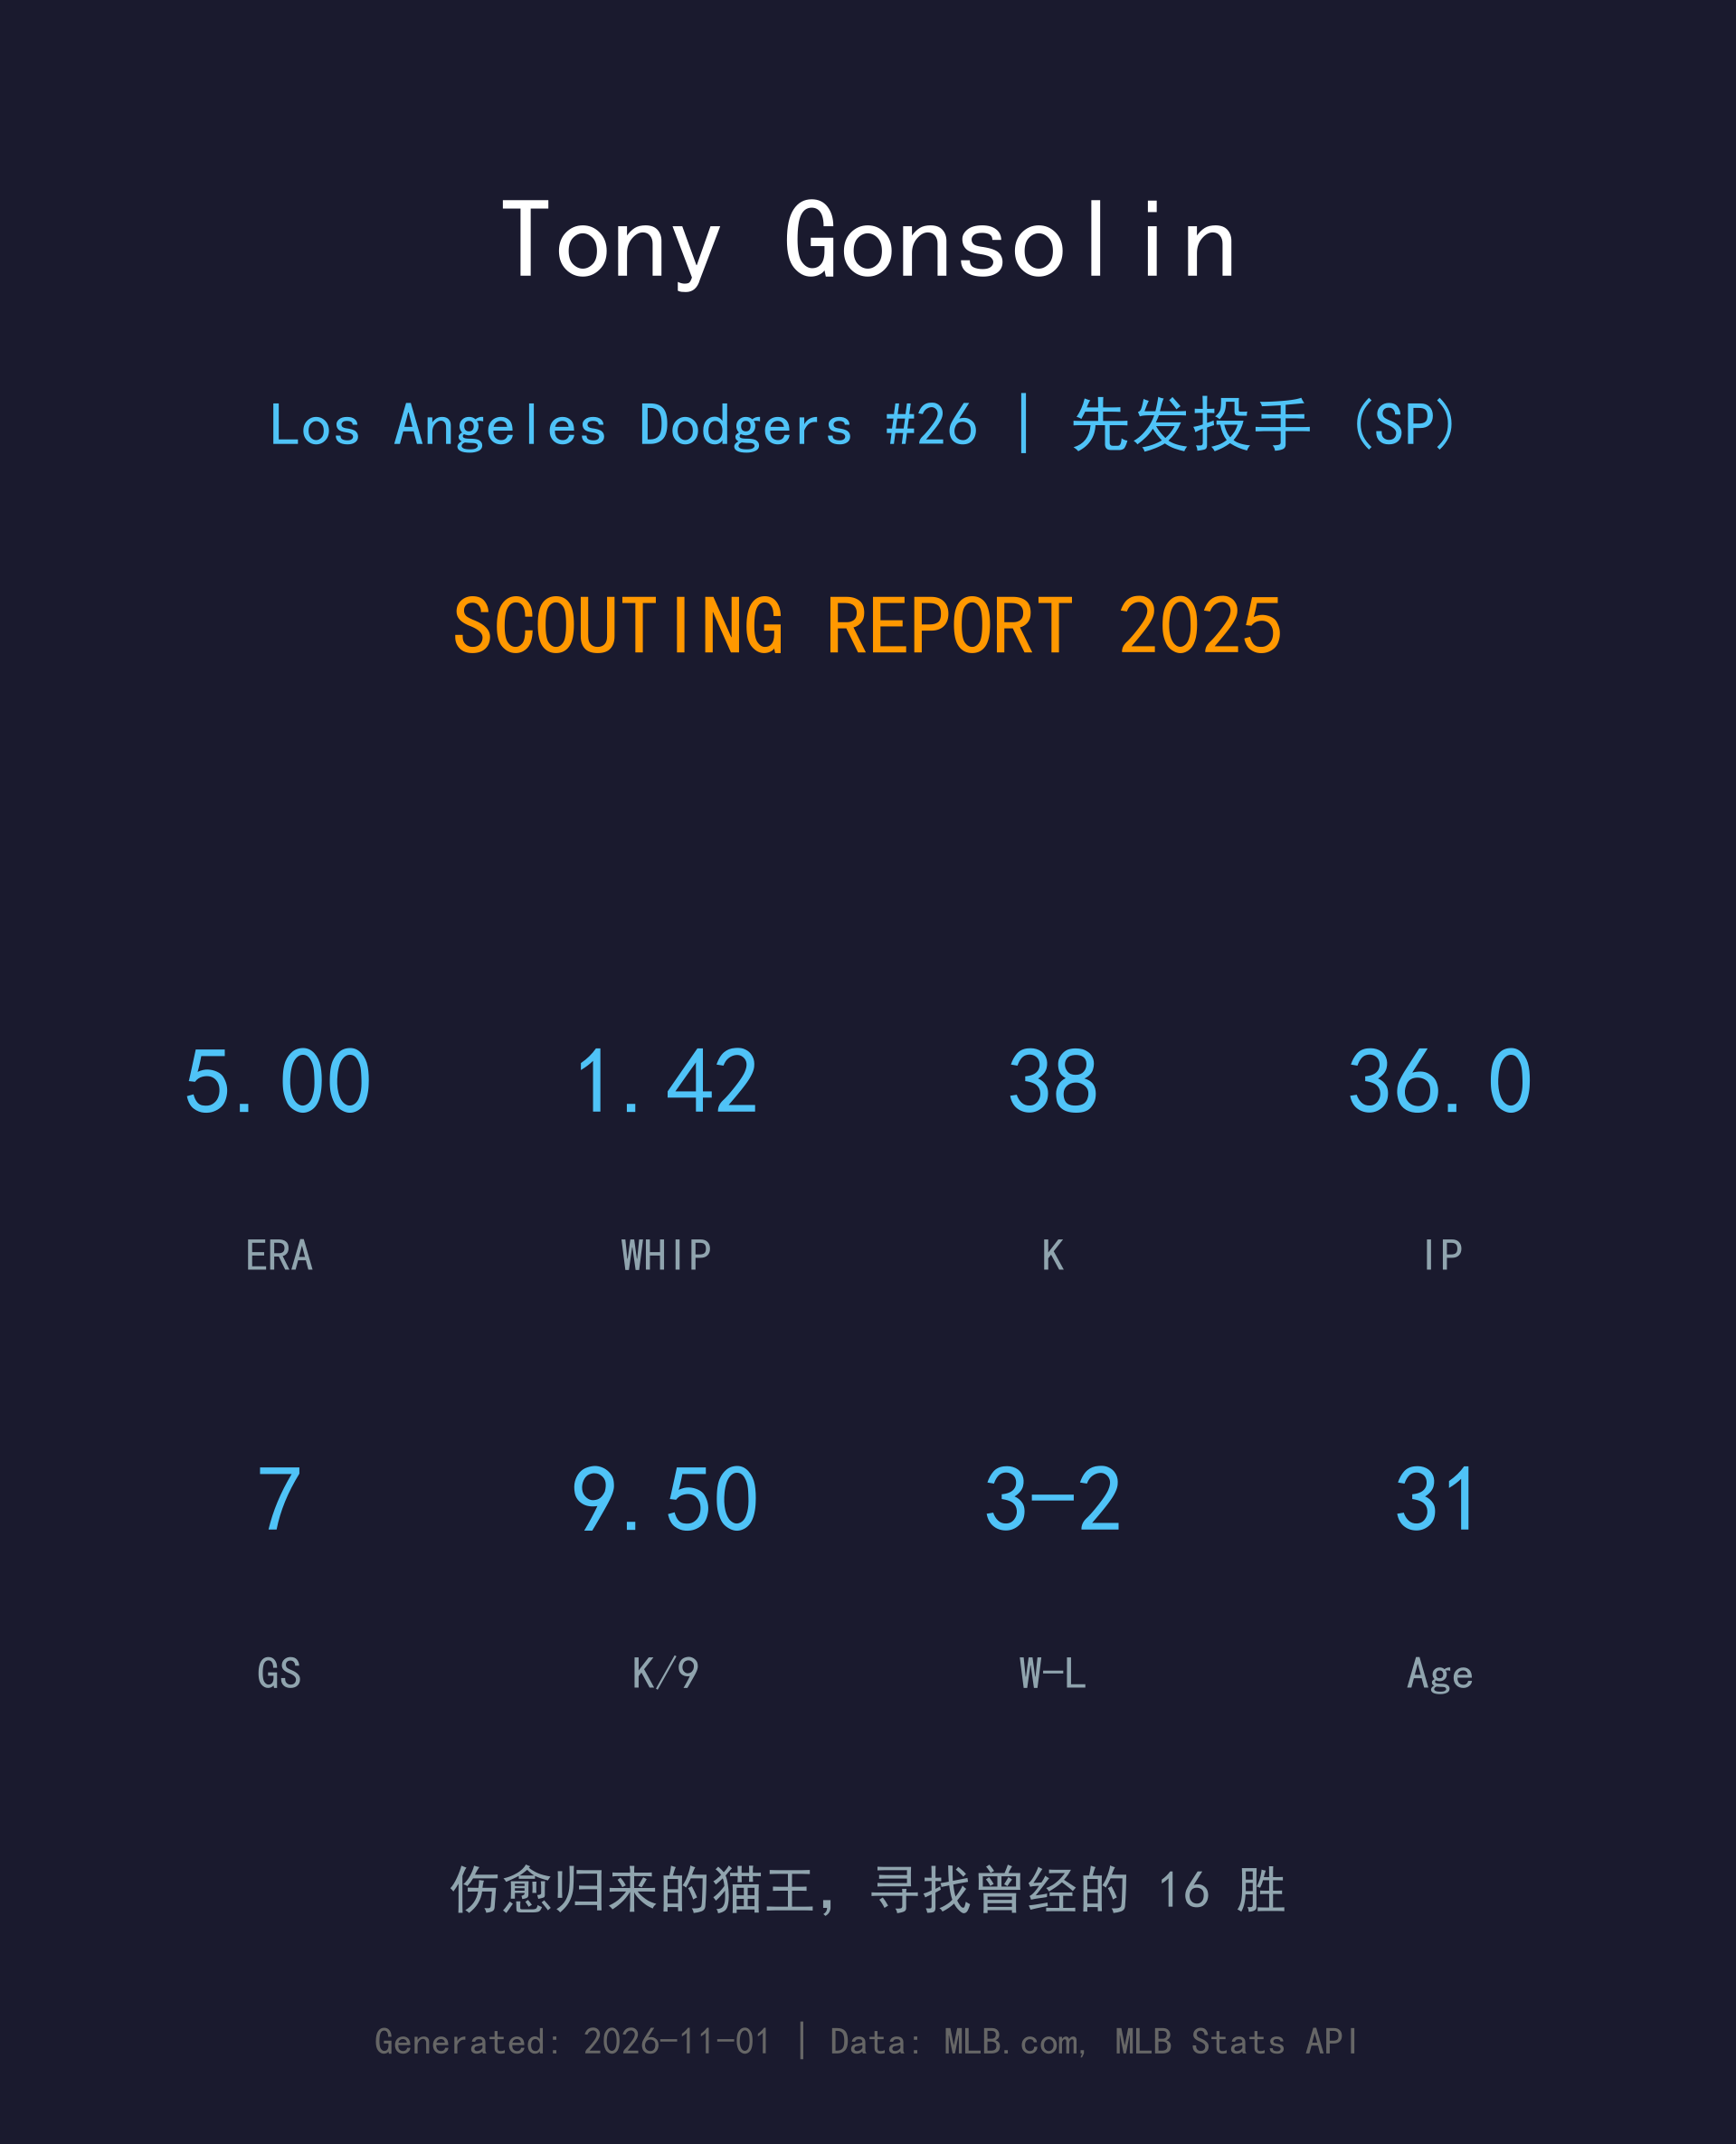 Tony Gonsolin
Los Angeles Dodgers #26 | 先发投手 (SP)
SCOUTING REPORT 2025
5.00 1.42 38 36.0
ERA WHIP K IP
7 9.50 3-2 31
GS K/9 W-L Age
伤愈归来的猫王, 寻找曾经的 16 胜
Generated: 2026-11-01 | Data: MLB.com, MLB Stats API